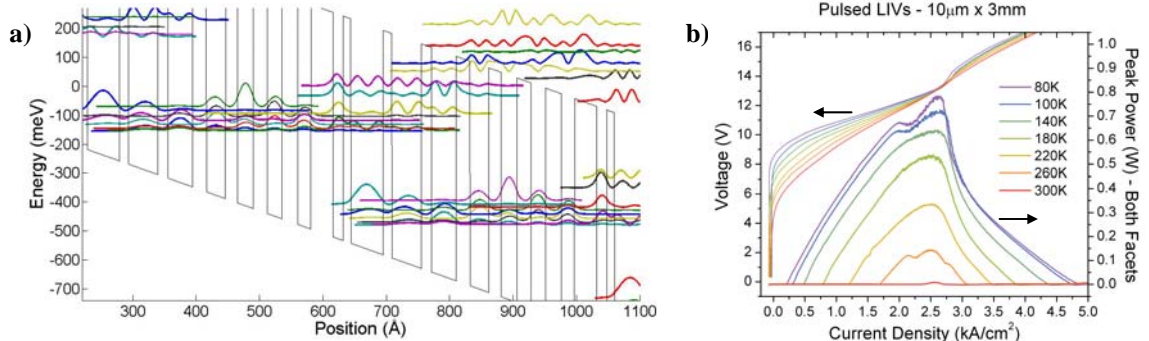 a)
200
100
0
-100
-200
-300
-400
-500
-600
-700
Energy (meV)
300 400 500 600 700 800 900 1000 1100
Position (Å)
b)
Pulsed LIVs - 10μm x 3mm
16
14
12
10
8
6
4
2
0
Voltage (V)
80K
100K
140K
180K
220K
260K
300K
1.0
0.9
0.8
0.7
0.6
0.5
0.4
0.3
0.2
0.1
0.0
Peak Power (W) - Both Facets
0.0 0.5 1.0 1.5 2.0 2.5 3.0 3.5 4.0 4.5 5.0
Current Density (kA/cm²)